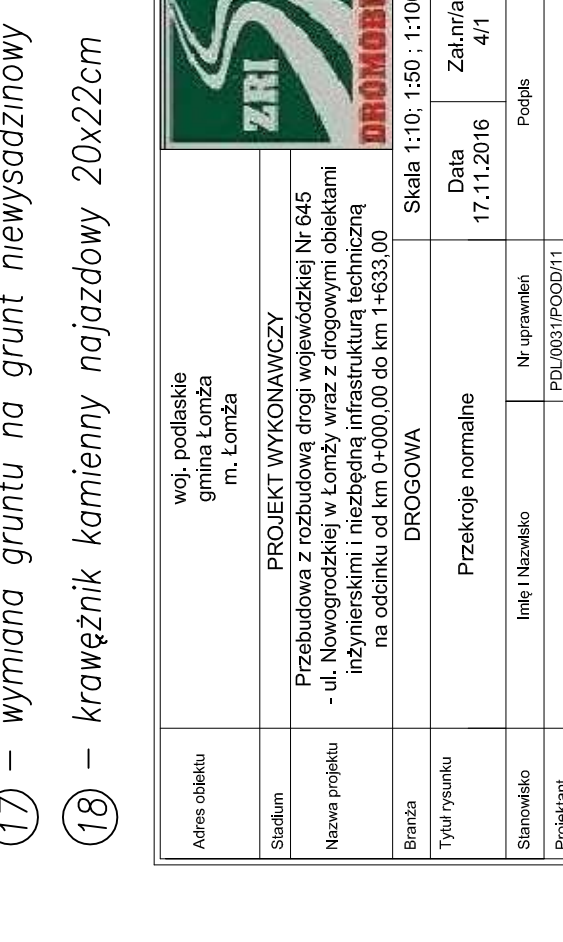 17 – wymiana gruntu na grunt niewysadzinowy
18 – krawężnik kamienny najazdowy 20x22cm
Adres obiektu
woj. podlaskie
gmina Łomża
m. Łomża
ZRI
DROMOBI
Stadium
PROJEKT WYKONAWCZY
Nazwa projektu
Przebudowa z rozbudową drogi wojewódzkiej Nr 645
- ul. Nowogrodzkiej w Łomży wraz z drogowymi obiektami
inżynierskimi i niezbędną infrastrukturą techniczną
na odcinku od km 0+000,00 do km 1+633,00
Branża
DROGOWA
Skala 1:10; 1:50 ; 1:100
Tytuł rysunku
Przekroje normalne
Data
17.11.2016
Zał.nr/a
4/1
Stanowisko
Imię i Nazwisko
Nr uprawnień
Podpis
Projektant
PDL/0031/POOD/11